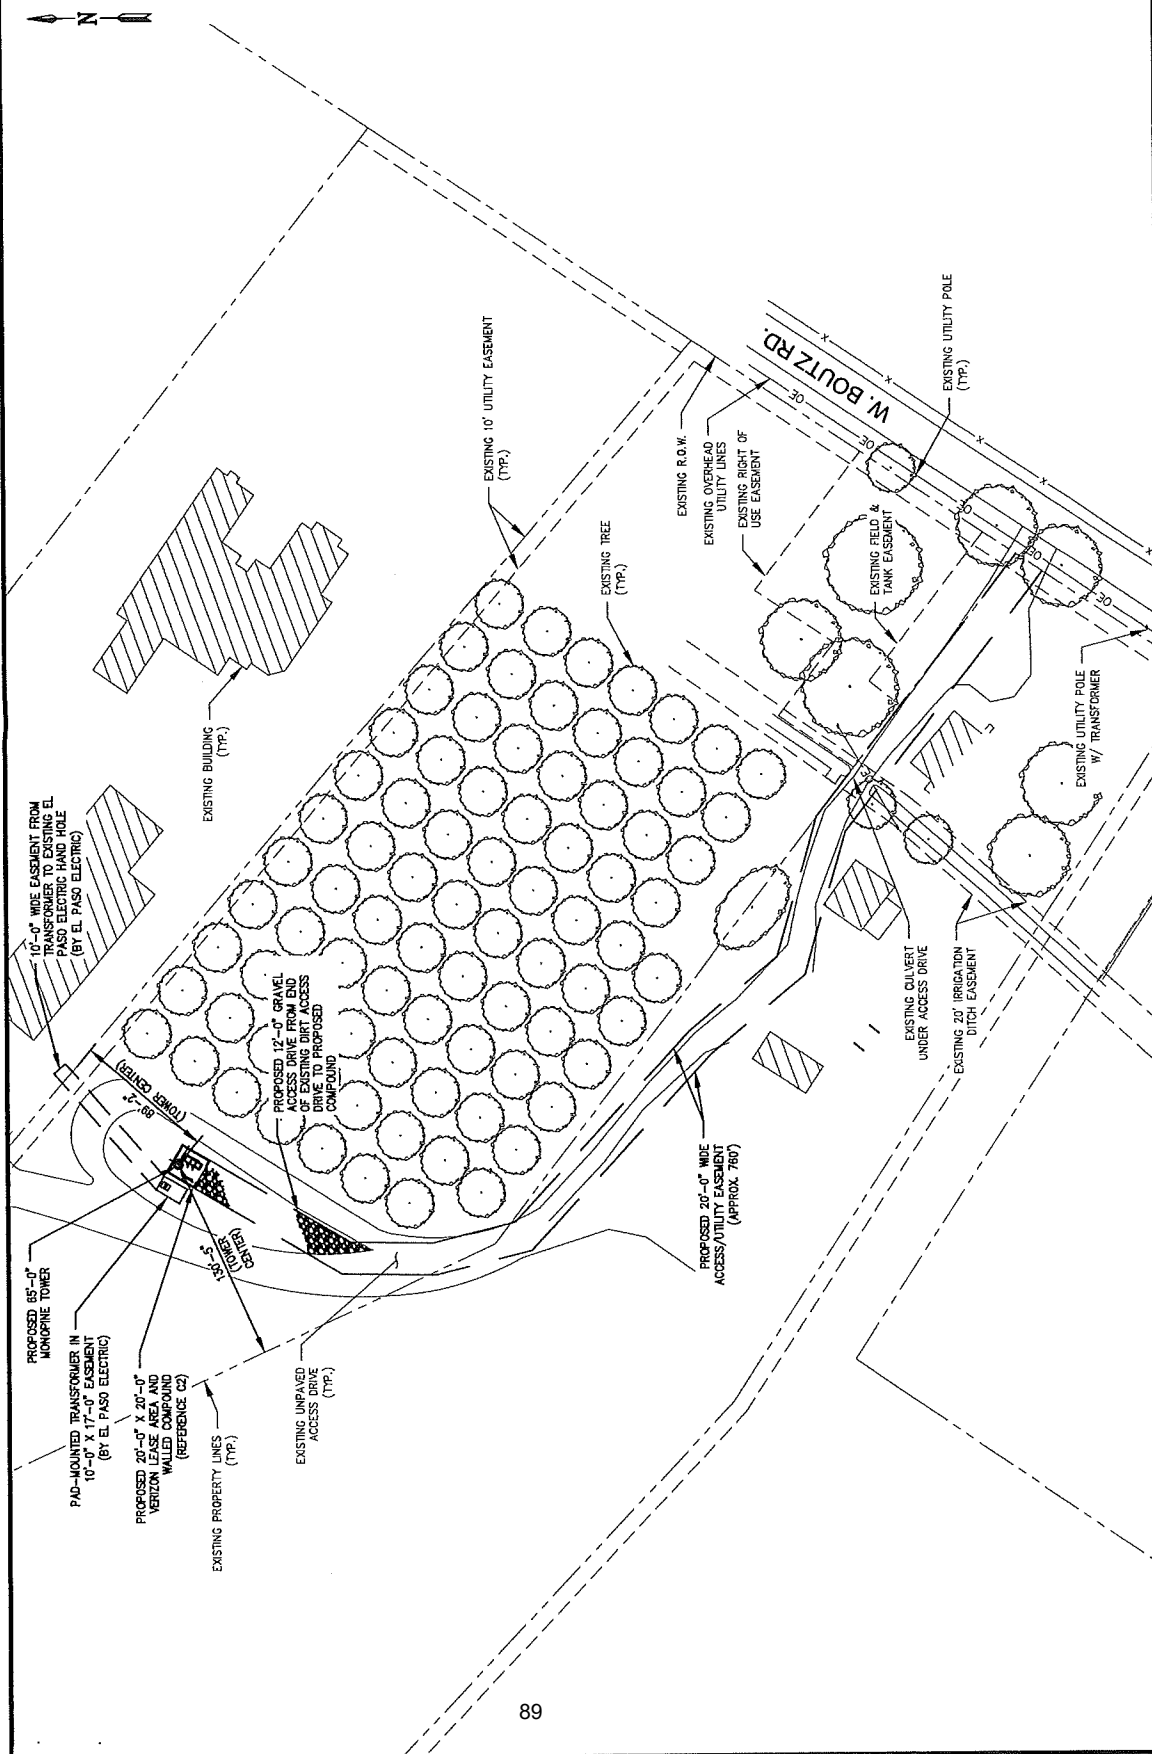 N
PROPOSED 65'-0"
MONOPINE TOWER
PAD-MOUNTED TRANSFORMER IN
10'-0" X 17'-0" EASEMENT
(BY EL PASO ELECTRIC)
PROPOSED 20'-0" X 20'-0"
VERIZON LEASE AREA AND
WALLED COMPOUND
(REFERENCE C2)
EXISTING PROPERTY LINES
(TYP.)
EXISTING UNPAVED
ACCESS DRIVE
(TYP.)
10'-0" WIDE EASEMENT FROM
TRANSFORMER TO EXISTING EL
PASO ELECTRIC HAND HOLE
(BY EL PASO ELECTRIC)
89'-2"
(TOWER CENTER)
130'-5"
(TOWER
CENTER)
PROPOSED 12'-0" GRAVEL
ACCESS DRIVE FROM END
OF EXISTING DIRT ACCESS
DRIVE TO PROPOSED
COMPOUND
EXISTING BUILDING
(TYP.)
EXISTING 10' UTILITY EASEMENT
(TYP.)
EXISTING TREE
(TYP.)
EXISTING R.O.W.
EXISTING OVERHEAD
UTILITY LINES
EXISTING RIGHT OF
USE EASEMENT
W. BOUTZ RD.
OE
OE
OE
OE
OE
X
X
X
X
X
EXISTING UTILITY POLE
(TYP.)
EXISTING FIELD &
TANK EASEMENT
PROPOSED 20'-0" WIDE
ACCESS/UTILITY EASEMENT
(APPROX. 760')
EXISTING CULVERT
UNDER ACCESS DRIVE
EXISTING 20' IRRIGATION
DITCH EASEMENT
EXISTING UTILITY POLE
W/ TRANSFORMER
89